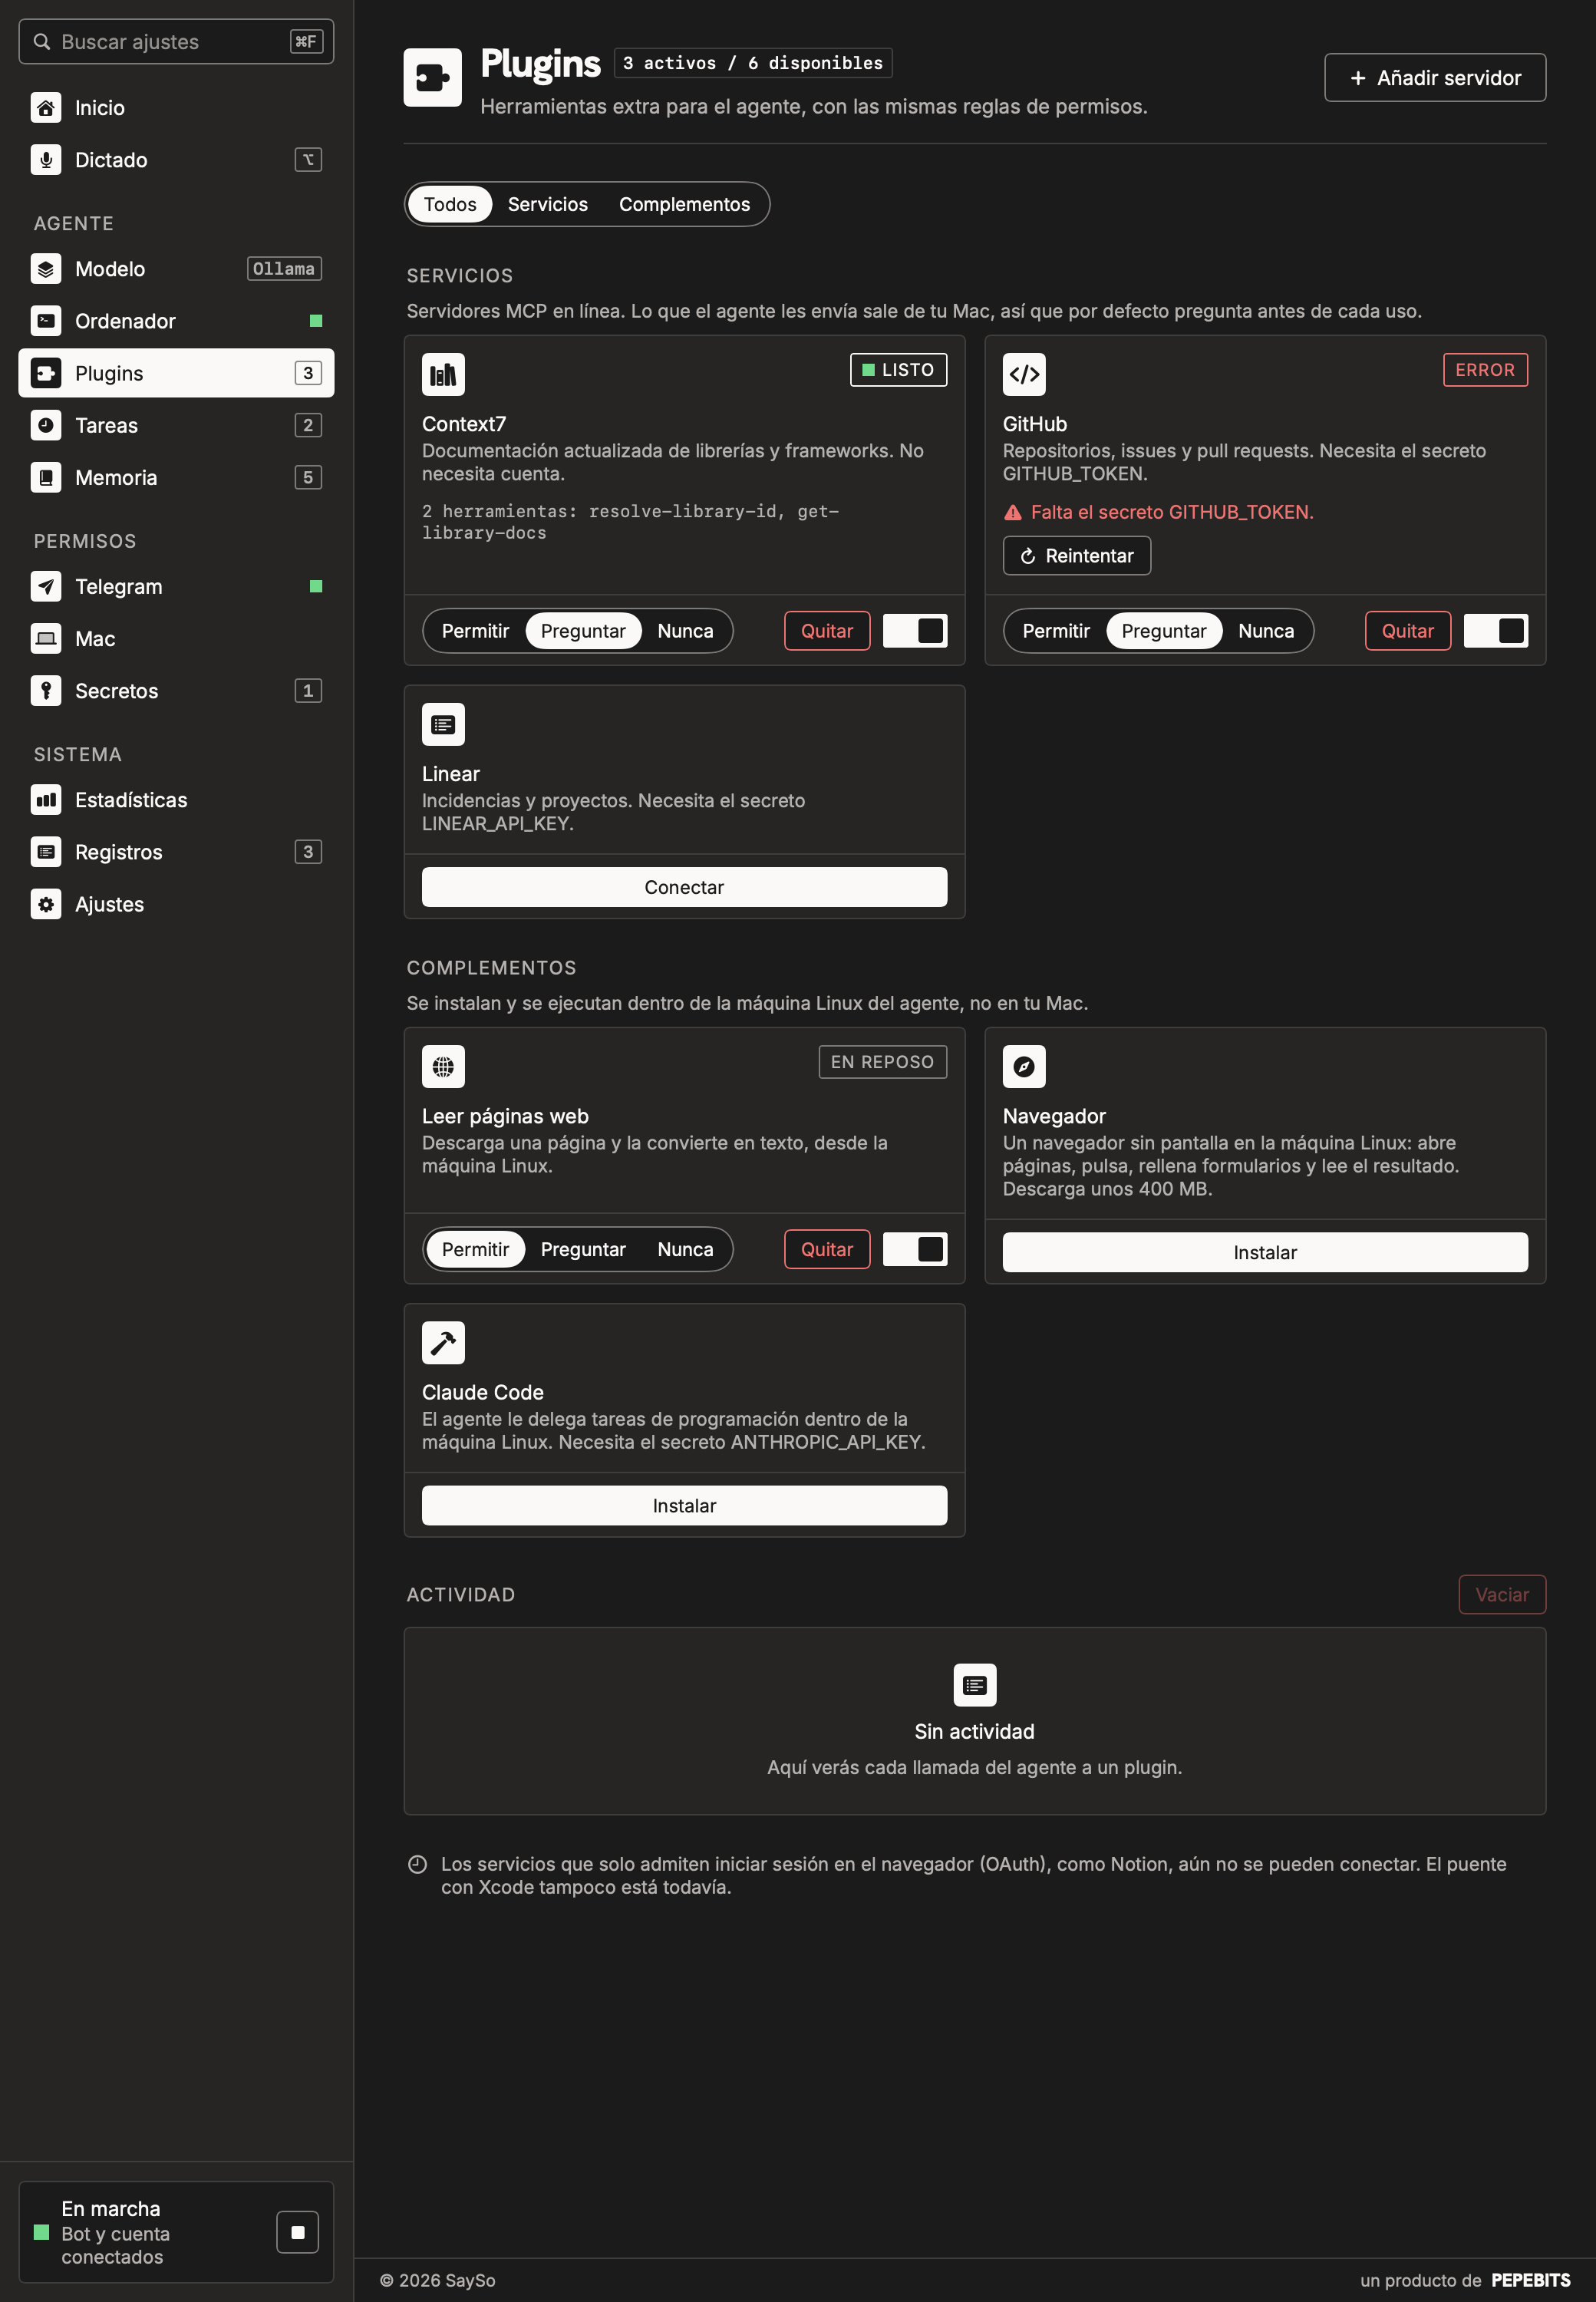 Buscar ajustes ⌘F
Inicio
Dictado ⌥
AGENTE
Modelo Ollama
Ordenador
Plugins 3
Tareas 2
Memoria 5
PERMISOS
Telegram
Mac
Secretos 1
SISTEMA
Estadísticas
Registros 3
Ajustes
En marcha
Bot y cuenta
conectados
Plugins 3 activos / 6 disponibles
Herramientas extra para el agente, con las mismas reglas de permisos.
+ Añadir servidor
Todos Servicios Complementos
SERVICIOS
Servidores MCP en línea. Lo que el agente les envía sale de tu Mac, así que por defecto pregunta antes de cada uso.
LISTO
Context7
Documentación actualizada de librerías y frameworks. No
necesita cuenta.
2 herramientas: resolve-library-id, get-
library-docs
Permitir Preguntar Nunca Quitar
ERROR
GitHub
Repositorios, issues y pull requests. Necesita el secreto
GITHUB_TOKEN.
Falta el secreto GITHUB_TOKEN.
Reintentar
Permitir Preguntar Nunca Quitar
Linear
Incidencias y proyectos. Necesita el secreto
LINEAR_API_KEY.
Conectar
COMPLEMENTOS
Se instalan y se ejecutan dentro de la máquina Linux del agente, no en tu Mac.
EN REPOSO
Leer páginas web
Descarga una página y la convierte en texto, desde la
máquina Linux.
Permitir Preguntar Nunca Quitar
Navegador
Un navegador sin pantalla en la máquina Linux: abre
páginas, pulsa, rellena formularios y lee el resultado.
Descarga unos 400 MB.
Instalar
Claude Code
El agente le delega tareas de programación dentro de la
máquina Linux. Necesita el secreto ANTHROPIC_API_KEY.
Instalar
ACTIVIDAD
Vaciar
Sin actividad
Aquí verás cada llamada del agente a un plugin.
Los servicios que solo admiten iniciar sesión en el navegador (OAuth), como Notion, aún no se pueden conectar. El puente
con Xcode tampoco está todavía.
© 2026 SaySo
un producto de PEPEBITS